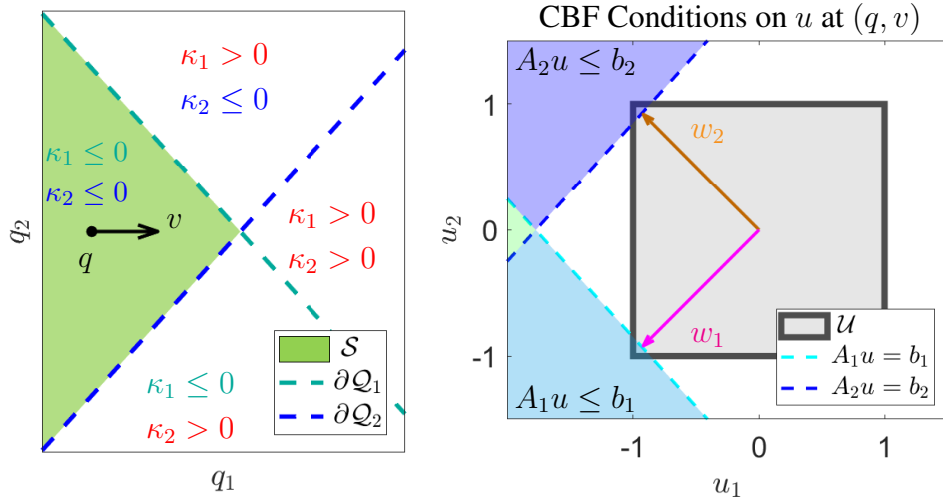 κ₁ > 0
κ₂ ≤ 0
κ₁ ≤ 0
κ₂ ≤ 0
v
q
κ₁ > 0
κ₂ > 0
κ₁ ≤ 0
κ₂ > 0
S
∂Q₁
∂Q₂
q₂
q₁
CBF Conditions on u at (q, v)
A₂u ≤ b₂
w₂
w₁
A₁u ≤ b₁
U
A₁u = b₁
A₂u = b₂
1
0
-1
u₂
-1 0 1
u₁